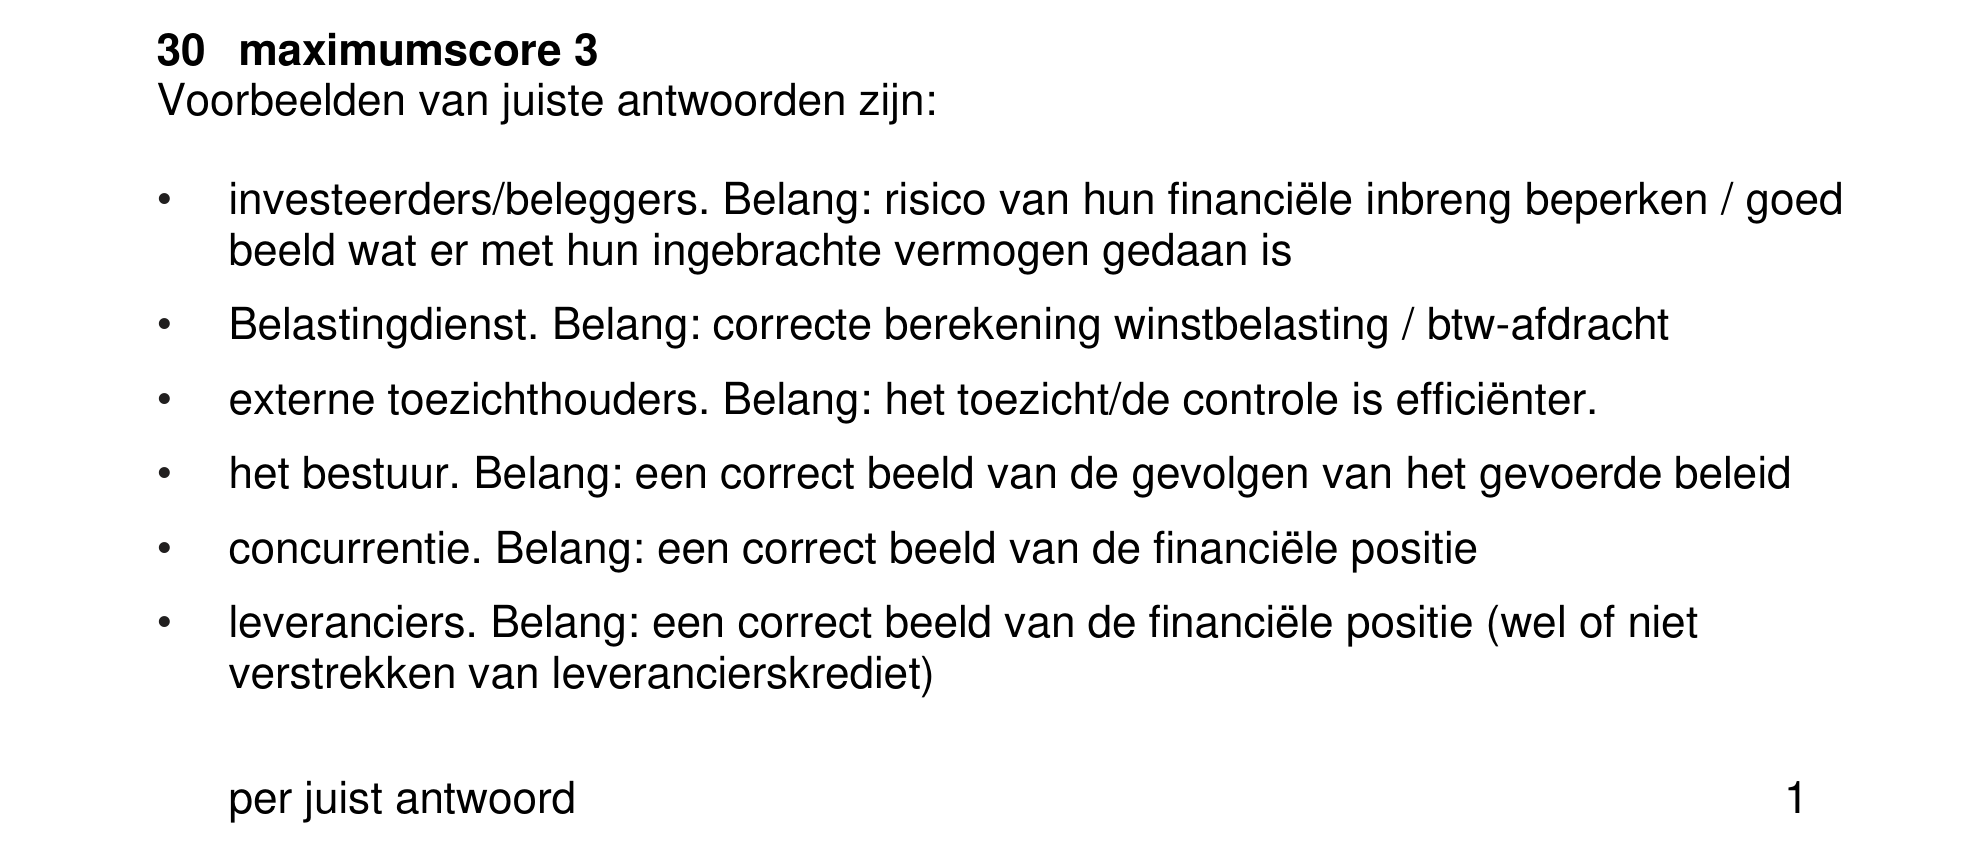 30 maximumscore 3
Voorbeelden van juiste antwoorden zijn:
• investeerders/beleggers. Belang: risico van hun financiële inbreng beperken / goed
beeld wat er met hun ingebrachte vermogen gedaan is
• Belastingdienst. Belang: correcte berekening winstbelasting / btw-afdracht
• externe toezichthouders. Belang: het toezicht/de controle is efficiënter.
• het bestuur. Belang: een correct beeld van de gevolgen van het gevoerde beleid
• concurrentie. Belang: een correct beeld van de financiële positie
• leveranciers. Belang: een correct beeld van de financiële positie (wel of niet
verstrekken van leverancierskrediet)
per juist antwoord 1